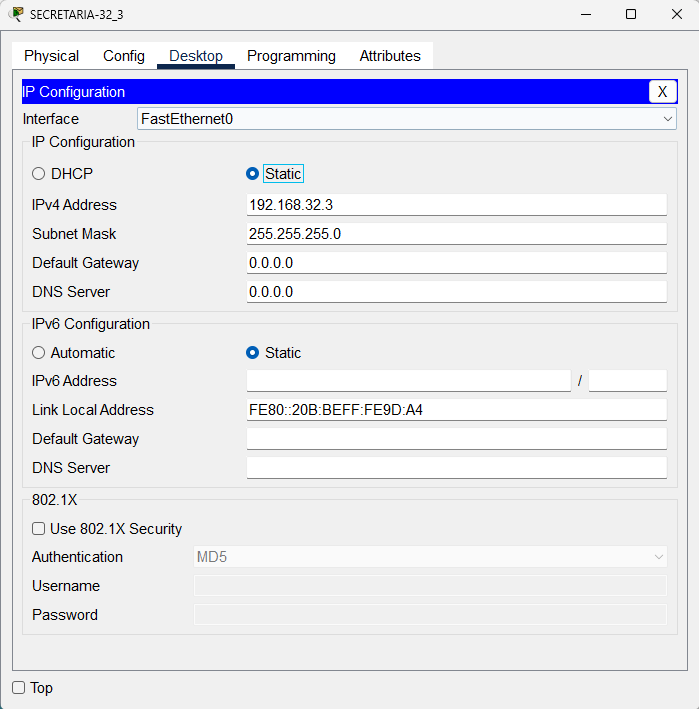 SECRETARIA-32_3
Physical Config Desktop Programming Attributes
IP Configuration X
Interface FastEthernet0
IP Configuration
DHCP Static
IPv4 Address 192.168.32.3
Subnet Mask 255.255.255.0
Default Gateway 0.0.0.0
DNS Server 0.0.0.0
IPv6 Configuration
Automatic Static
IPv6 Address /
Link Local Address FE80::20B:BEFF:FE9D:A4
Default Gateway
DNS Server
802.1X
Use 802.1X Security
Authentication MD5
Username
Password
Top